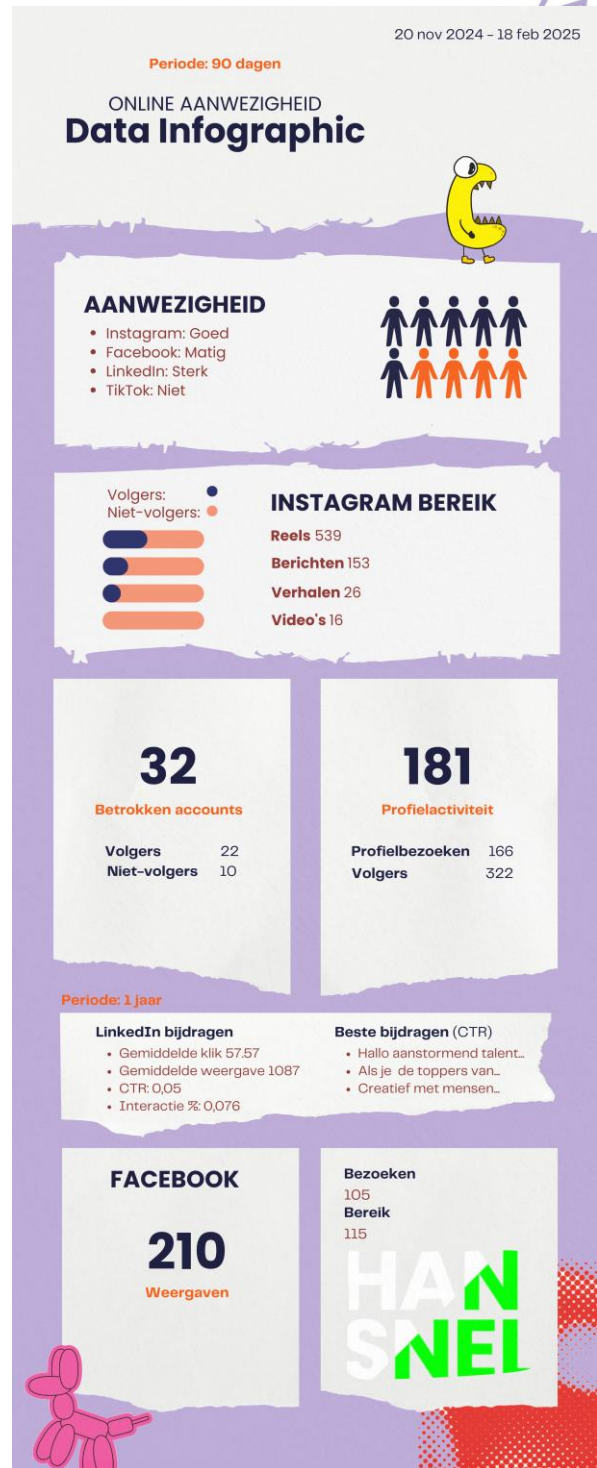 20 nov 2024 - 18 feb 2025
Periode: 90 dagen
ONLINE AANWEZIGHEID
Data Infographic
AANWEZIGHEID
• Instagram: Goed
• Facebook: Matig
• LinkedIn: Sterk
• TikTok: Niet
Volgers:
Niet-volgers:
INSTAGRAM BEREIK
Reels 539
Berichten 153
Verhalen 26
Video's 16
32
Betrokken accounts
Volgers 22
Niet-volgers 10
181
Profielactiviteit
Profielbezoeken 166
Volgers 322
Periode: 1 jaar
LinkedIn bijdragen
• Gemiddelde klik 57.57
• Gemiddelde weergave 1087
• CTR: 0,05
• Interactie %: 0,076
Beste bijdragen (CTR)
• Hallo aanstormend talent...
• Als je de toppers van...
• Creatief met mensen...
FACEBOOK
210
Weergaven
Bezoeken
105
Bereik
115
HAN
SNEL